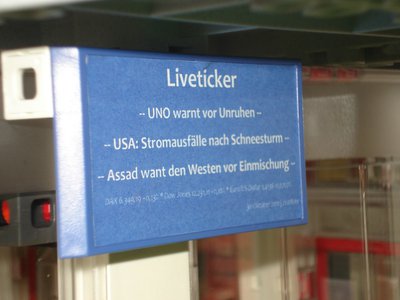 Liveticker
-- UNO warnt vor Unruhen --
-- USA: Stromausfälle nach Schneesturm --
-- Assad want den Westen vor Einmischung --